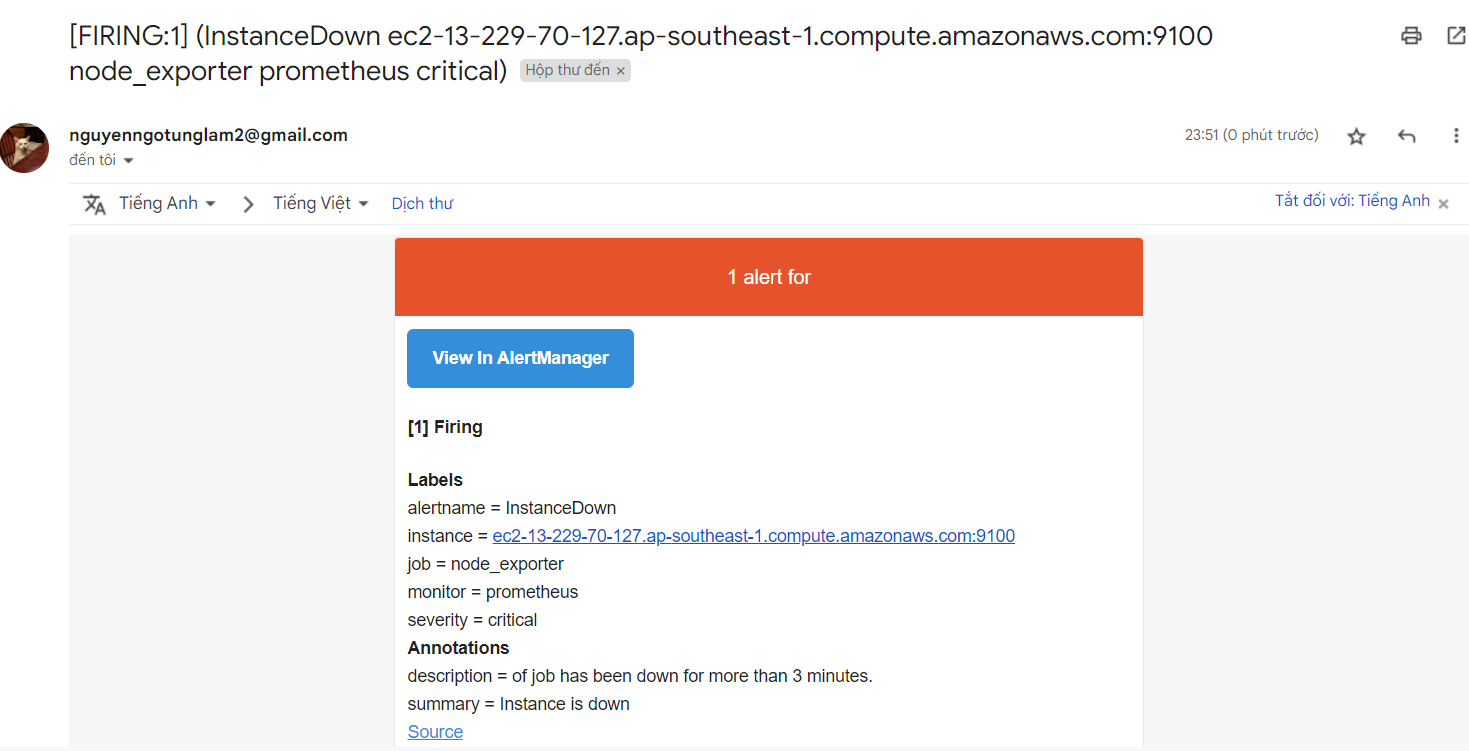 [FIRING:1] (InstanceDown ec2-13-229-70-127.ap-southeast-1.compute.amazonaws.com:9100
node_exporter prometheus critical) Hộp thư đến ×
nguyenngotunglam2@gmail.com 23:51 (0 phút trước)
đến tôi
Tiếng Anh Tiếng Việt Dịch thư Tắt đối với: Tiếng Anh ×
1 alert for
View In AlertManager
[1] Firing
Labels
alertname = InstanceDown
instance = ec2-13-229-70-127.ap-southeast-1.compute.amazonaws.com:9100
job = node_exporter
monitor = prometheus
severity = critical
Annotations
description = of job has been down for more than 3 minutes.
summary = Instance is down
Source